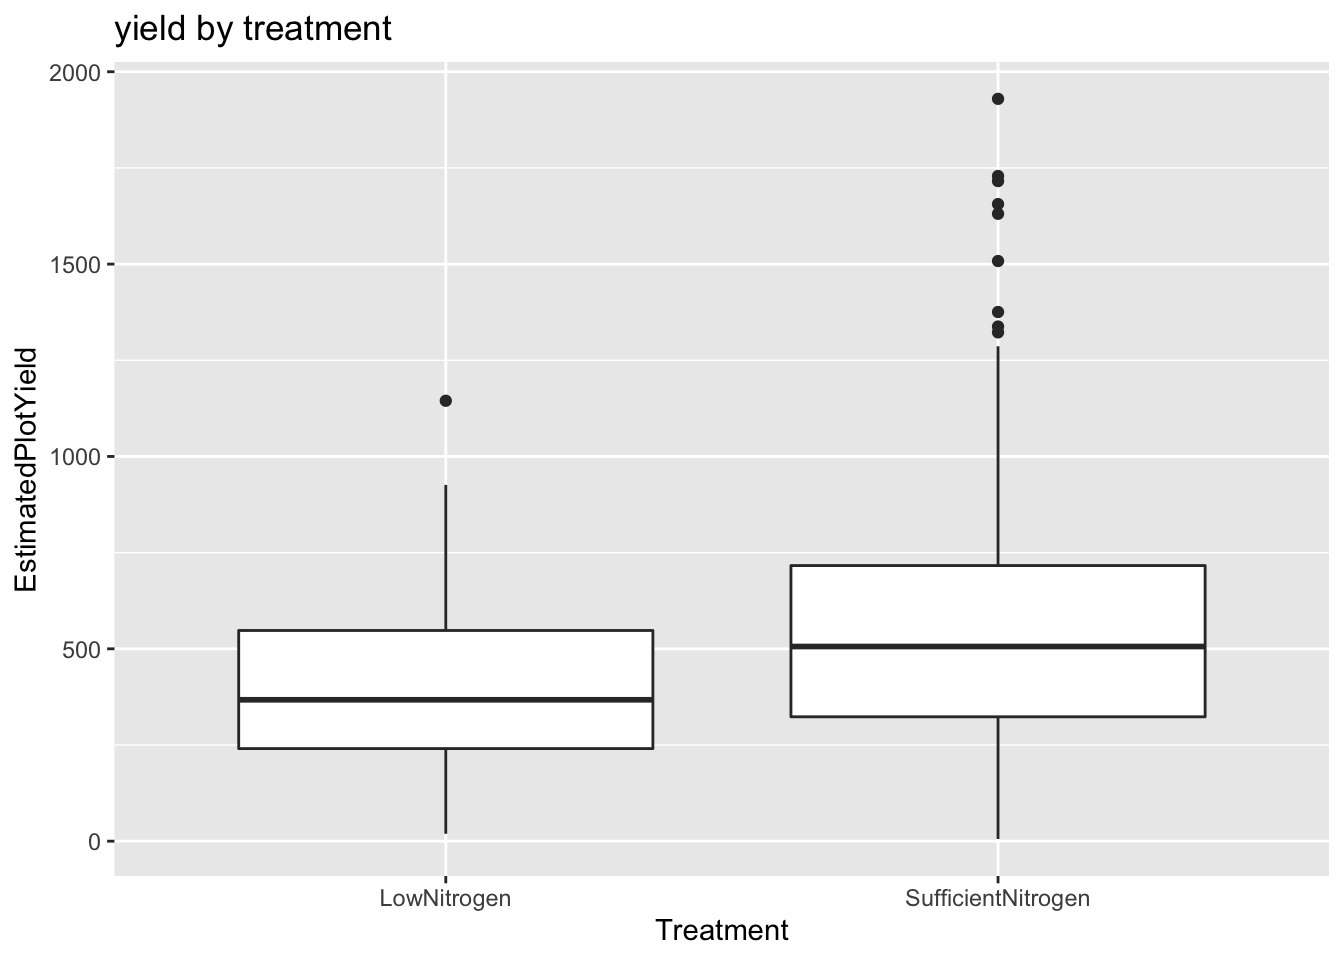 yield by treatment
2000
1500
1000
500
0
EstimatedPlotYield
LowNitrogen
SufficientNitrogen
Treatment